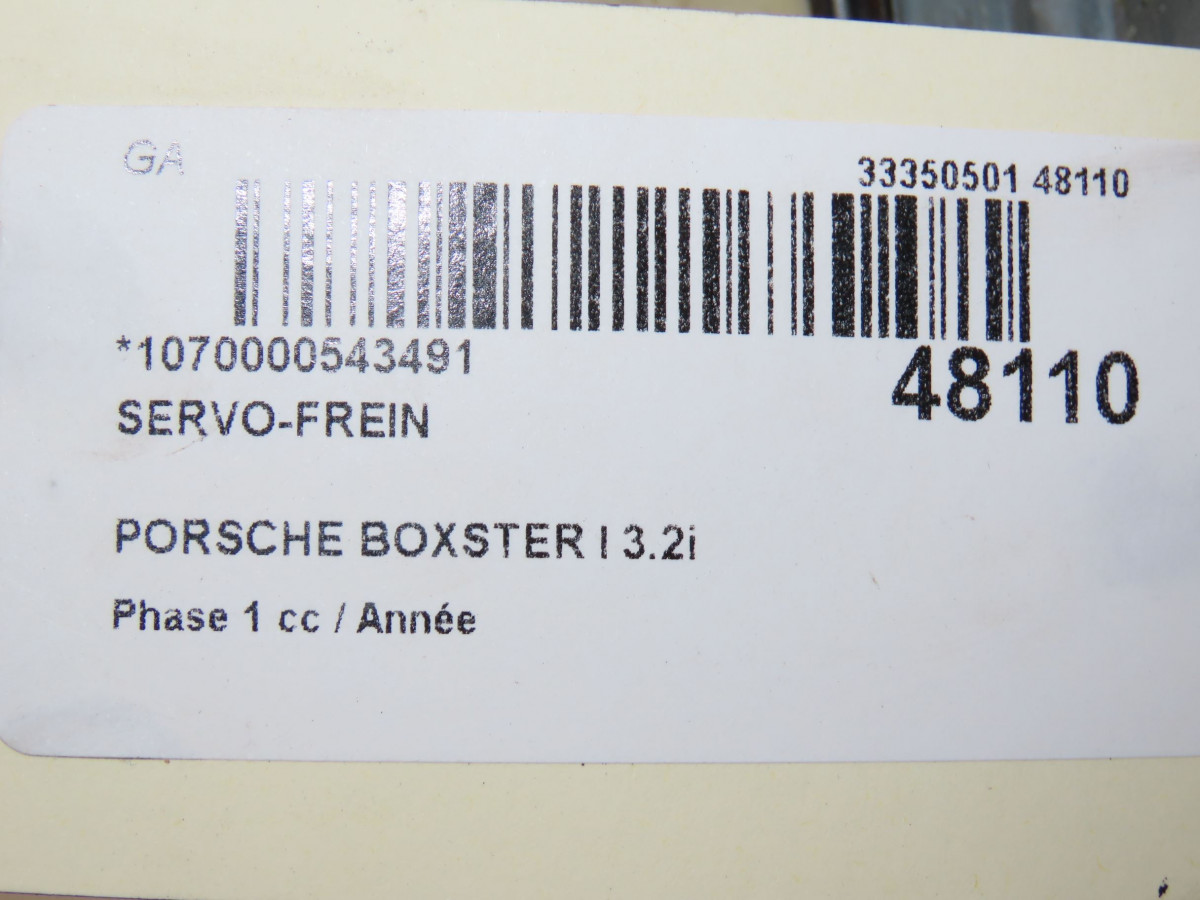 GA
33350501 48110
*1070000543491
48110
SERVO-FREIN
PORSCHE BOXSTER I 3.2i
Phase 1 cc / Année